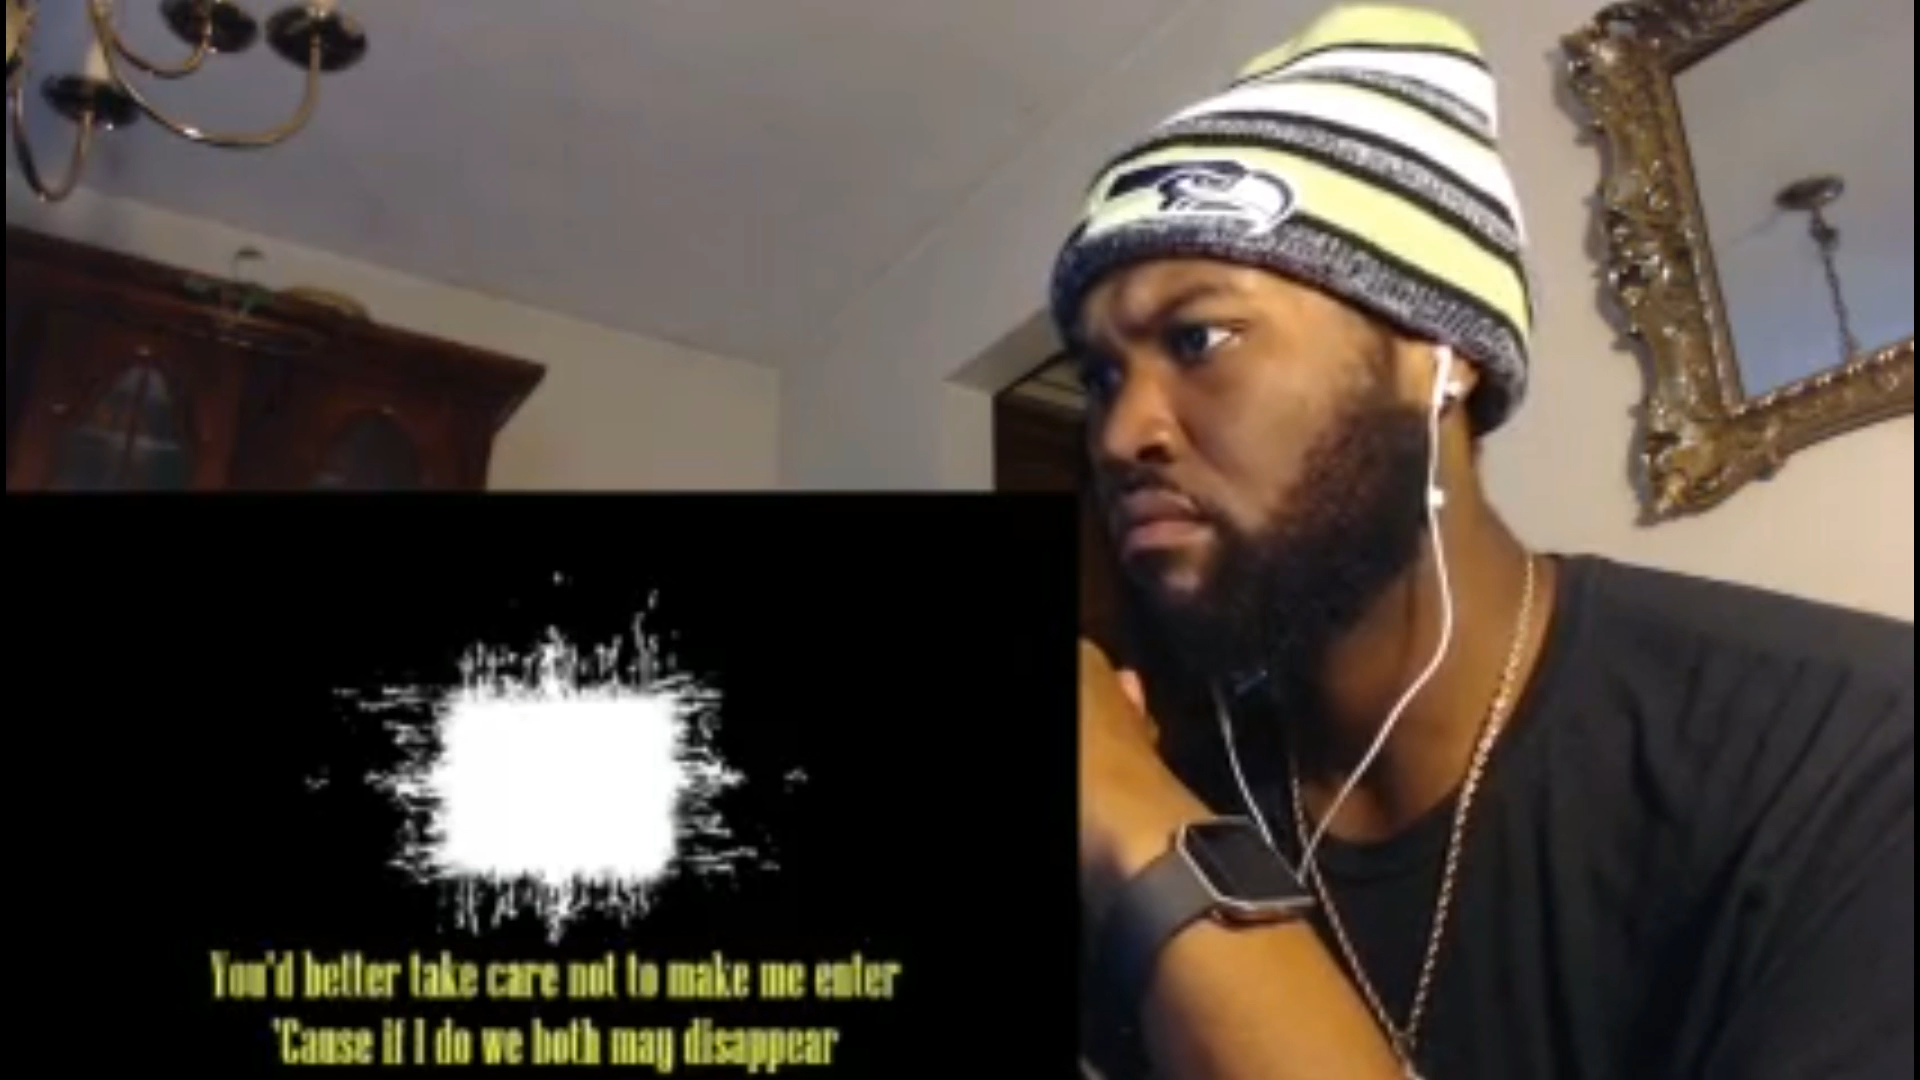 You'd better take care not to make me enter
'Cause if I do we both may disappear